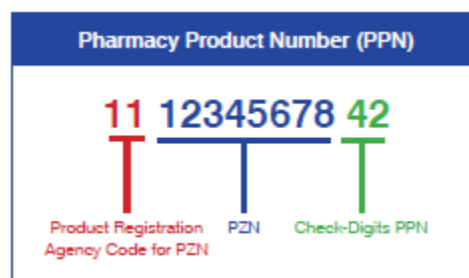 Pharmacy Product Number (PPN)
11 12345678 42
Product Registration
Agency Code for PZN
PZN
Check-Digits PPN